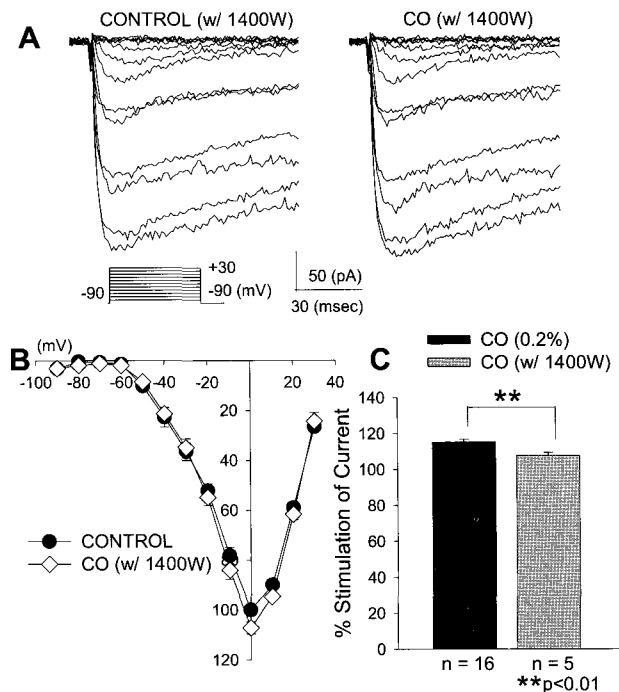 A
CONTROL (w/ 1400W)
CO (w/ 1400W)
-90
+30
-90 (mV)
50 (pA)
30 (msec)
B
(mV)
-100 -80 -60 -40 -20 20 40
20
40
60
80
100
120
CONTROL
CO (w/ 1400W)
C
CO (0.2%)
CO (w/ 1400W)
% Stimulation of Current
140
120
100
80
60
40
20
0
**
n = 16
n = 5
**p<0.01